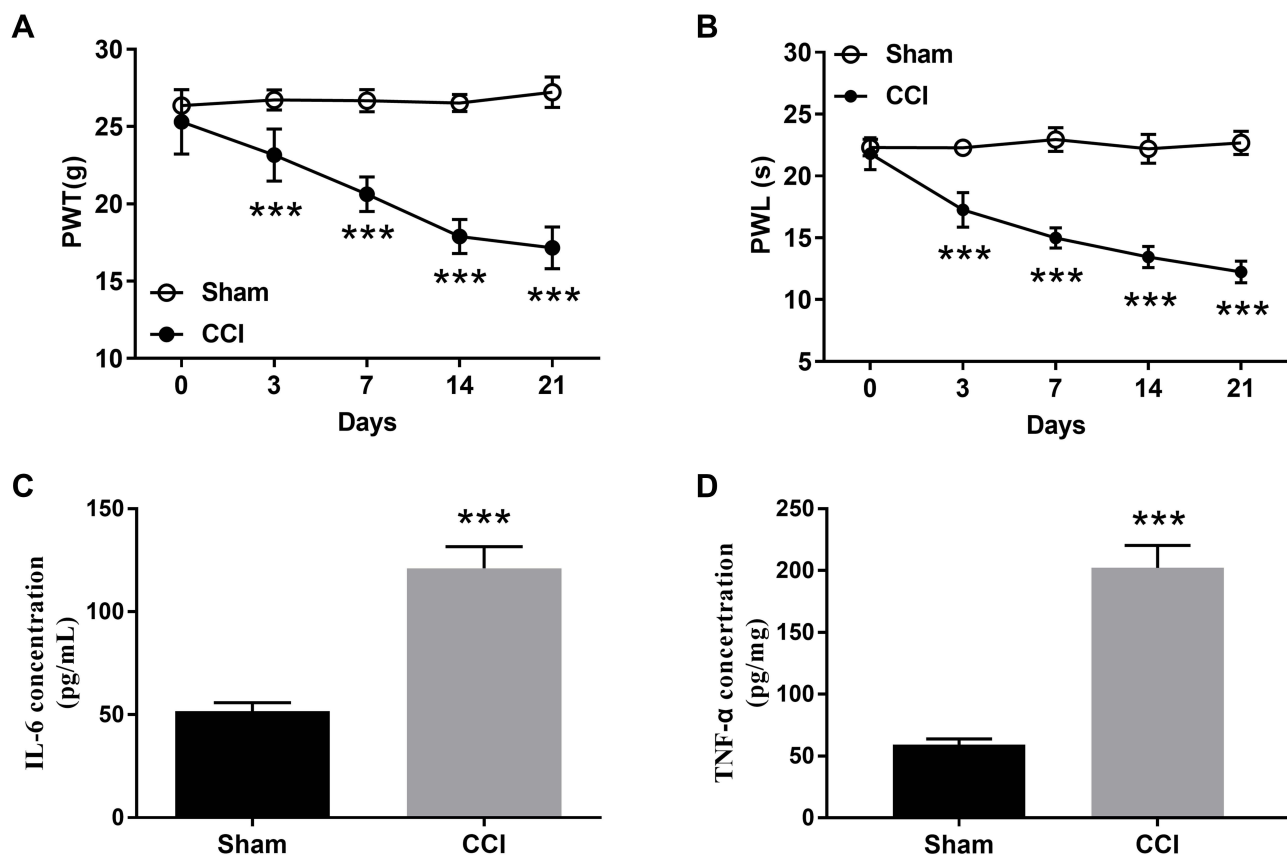 A
PWT(g)
30
25
20
15
10
***
***
***
***
Sham
CCI
0 3 7 14 21
Days
B
PWL (s)
30
25
20
15
10
5
Sham
CCI
***
***
***
***
0 3 7 14 21
Days
C
IL-6 concentration
(pg/mL)
150
100
50
0
***
Sham CCI
D
TNF-α concertration
(pg/mg)
250
200
150
100
50
0
***
Sham CCI